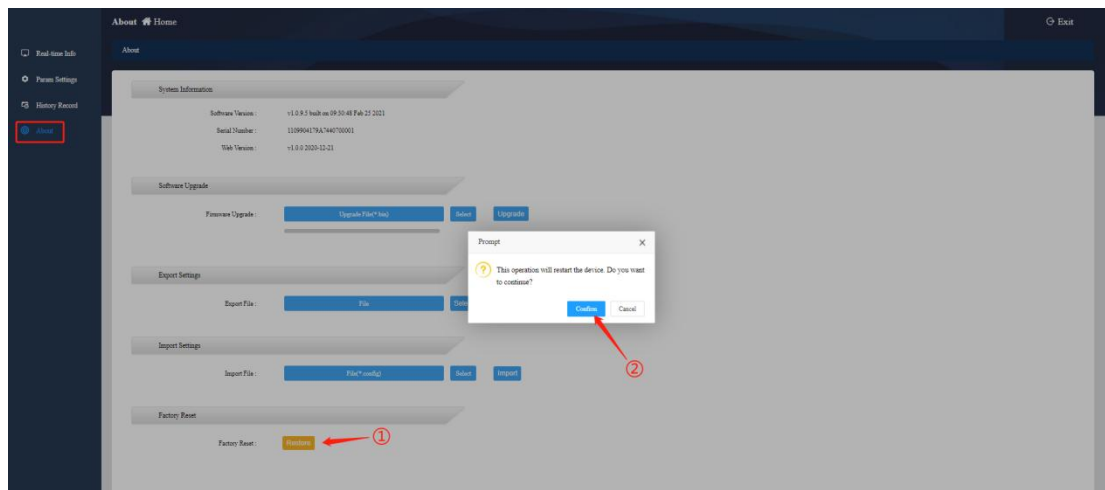 About Home
Exit
Real-time Info
Param Settings
History Record
About
About
System Information
Software Version :
v1.0.9.5 built on 09:50:48 Feb 25 2021
Serial Number :
1109904179A7440700001
Web Version :
v1.0.0 2020-12-21
Software Upgrade
Firmware Upgrade :
Upgrade File(*.bin)
Select
Upgrade
Prompt
This operation will restart the device. Do you want
to continue?
Confirm
Cancel
Export Settings
Export File :
File
Import Settings
Import File :
File(*.config)
Select
Import
Factory Reset
Factory Reset :
Restore
①
②